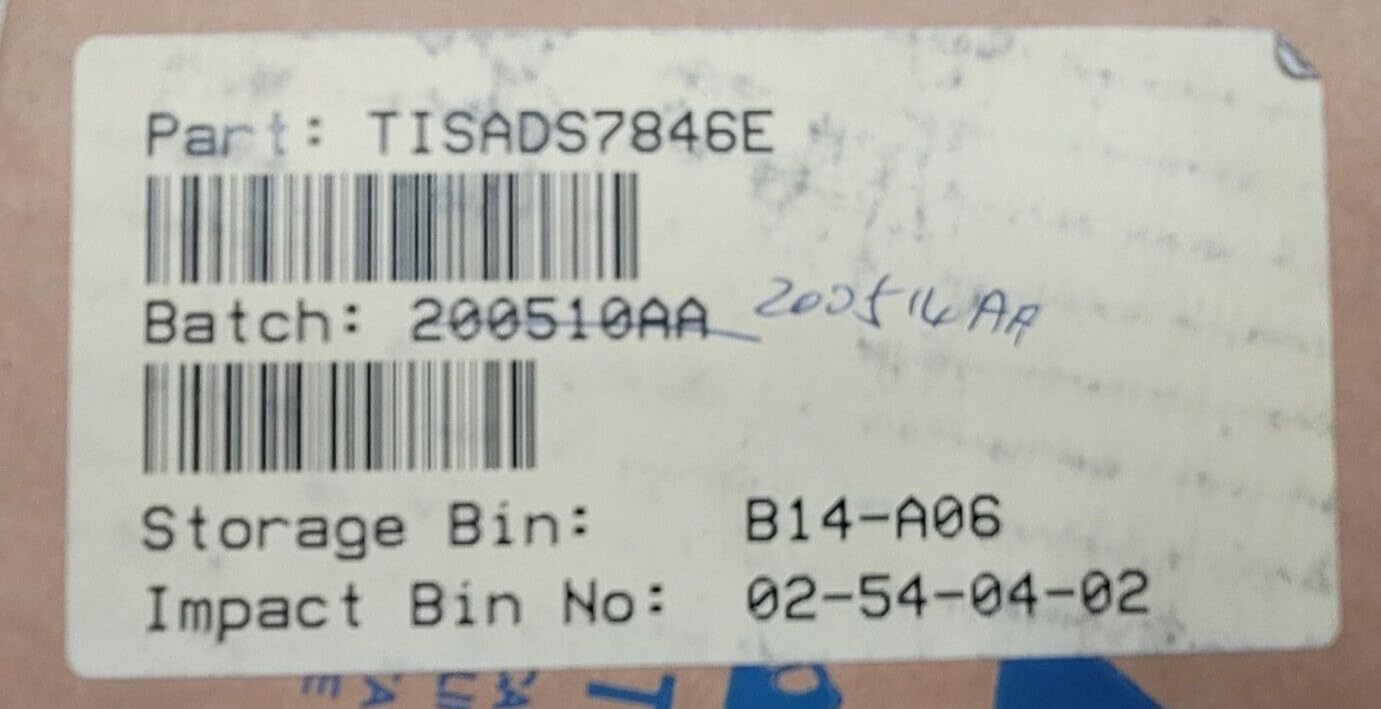 Part: TISADS7846E
Batch: 200510AA 200514AA
Storage Bin: B14-A06
Impact Bin No: 02-54-04-02